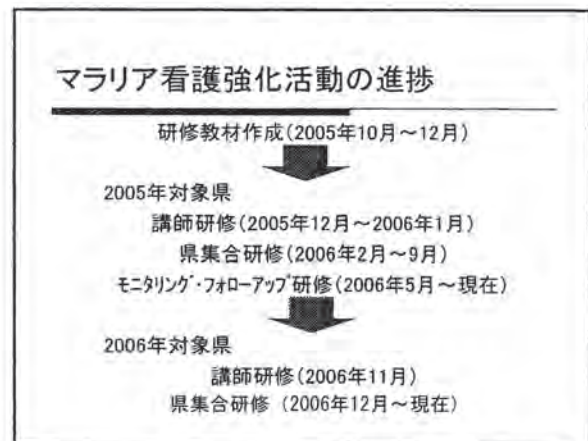 マラリア看護強化活動の進捗
研修教材作成(2005年10月～12月)
2005年対象県
講師研修(2005年12月～2006年1月)
県集合研修(2006年2月～9月)
ﾓﾆﾀﾘﾝｸﾞ・ﾌｫﾛｰｱｯﾌﾟ研修(2006年5月～現在)
2006年対象県
講師研修(2006年11月)
県集合研修 (2006年12月～現在)